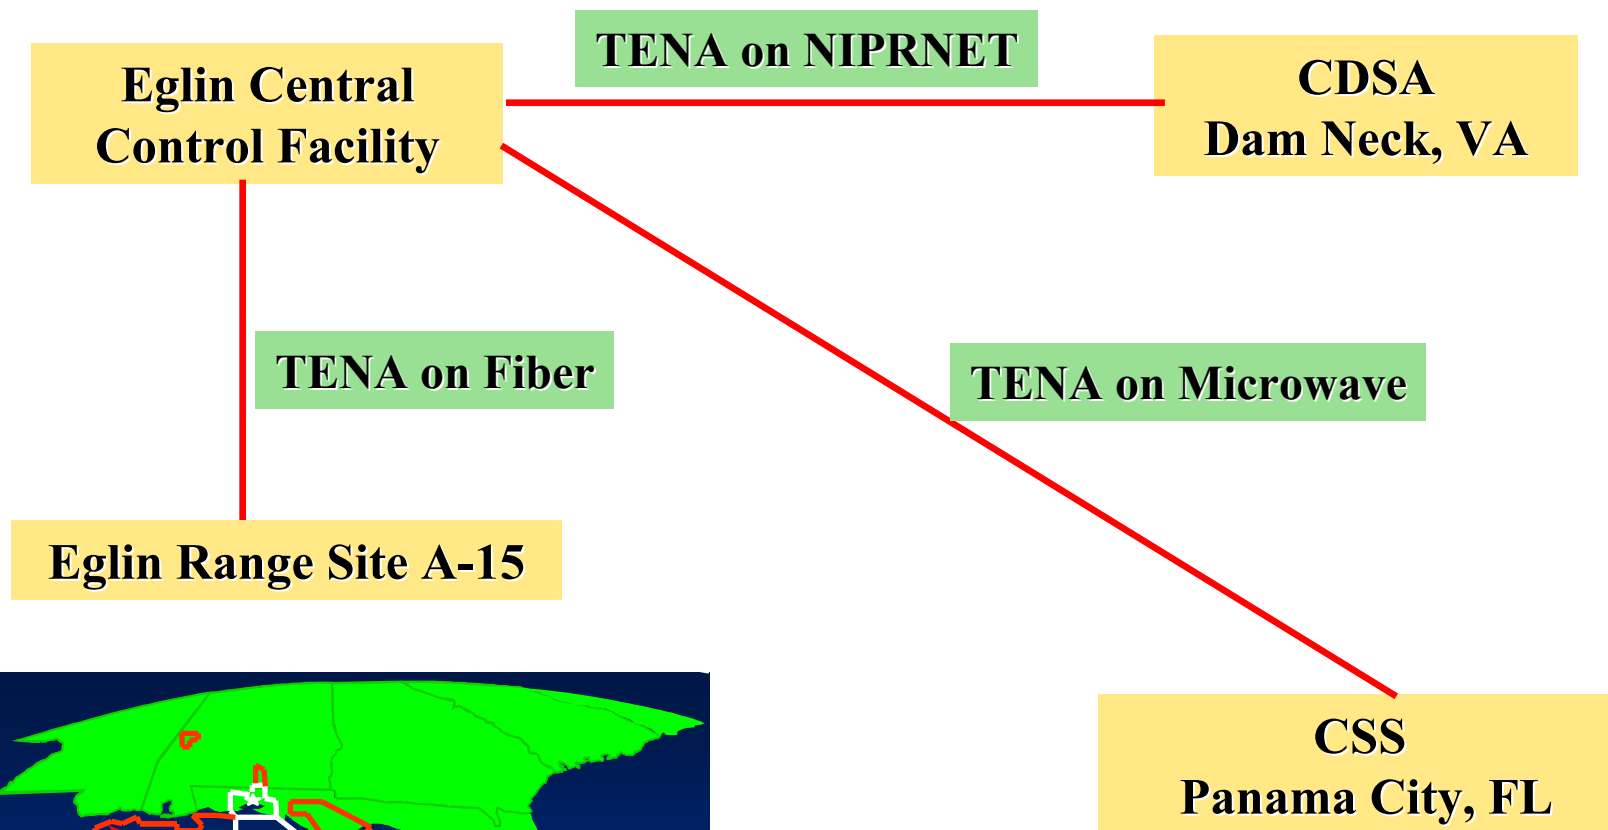 TENA on NIPRNET
Eglin Central
Control Facility
CDSA
Dam Neck, VA
TENA on Fiber
TENA on Microwave
Eglin Range Site A-15
CSS
Panama City, FL